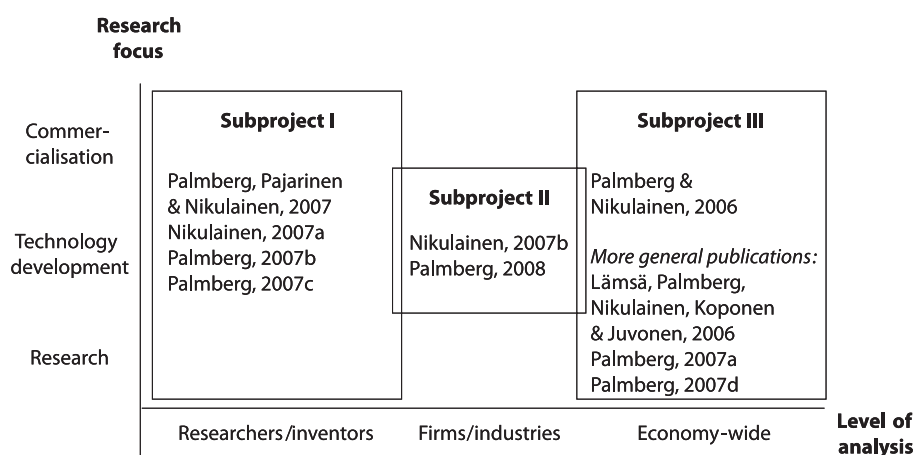 Research
focus
Commer-
cialisation
Technology
development
Research
Subproject I
Palmberg, Pajarinen
& Nikulainen, 2007
Nikulainen, 2007a
Palmberg, 2007b
Palmberg, 2007c
Subproject II
Nikulainen, 2007b
Palmberg, 2008
Subproject III
Palmberg &
Nikulainen, 2006
More general publications:
Lämsä, Palmberg,
Nikulainen, Koponen
& Juvonen, 2006
Palmberg, 2007a
Palmberg, 2007d
Researchers/inventors
Firms/industries
Economy-wide
Level of
analysis